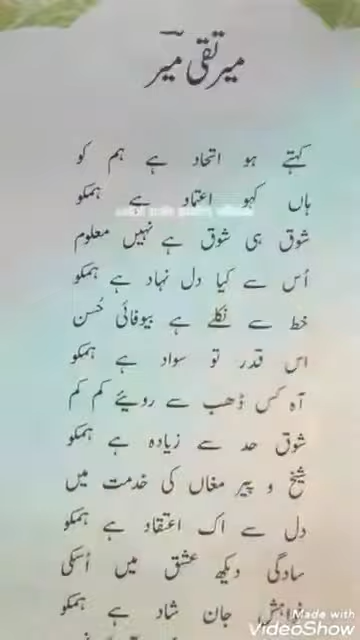 میر تقی میر
کہتے ہو اتحاد ہے ہم کو
ہاں کہو اعتماد ہے ہمکو
شوق ہی شوق ہے نہیں معلوم
اُس سے کیا دل نہاد ہے ہمکو
خط سے نکلے ہے بیوفائی حُسن
اس قدر تو سواد ہے ہمکو
آہ کس ڈھب سے رویئے کم کم
شوق حد سے زیادہ ہے ہمکو
شیخ و پیر مغاں کی خدمت میں
دل سے اک اعتقاد ہے ہمکو
سادگی دیکھ عشق میں اُسکی
خواہش جان شاد ہے ہمکو
Made with
VideoShow